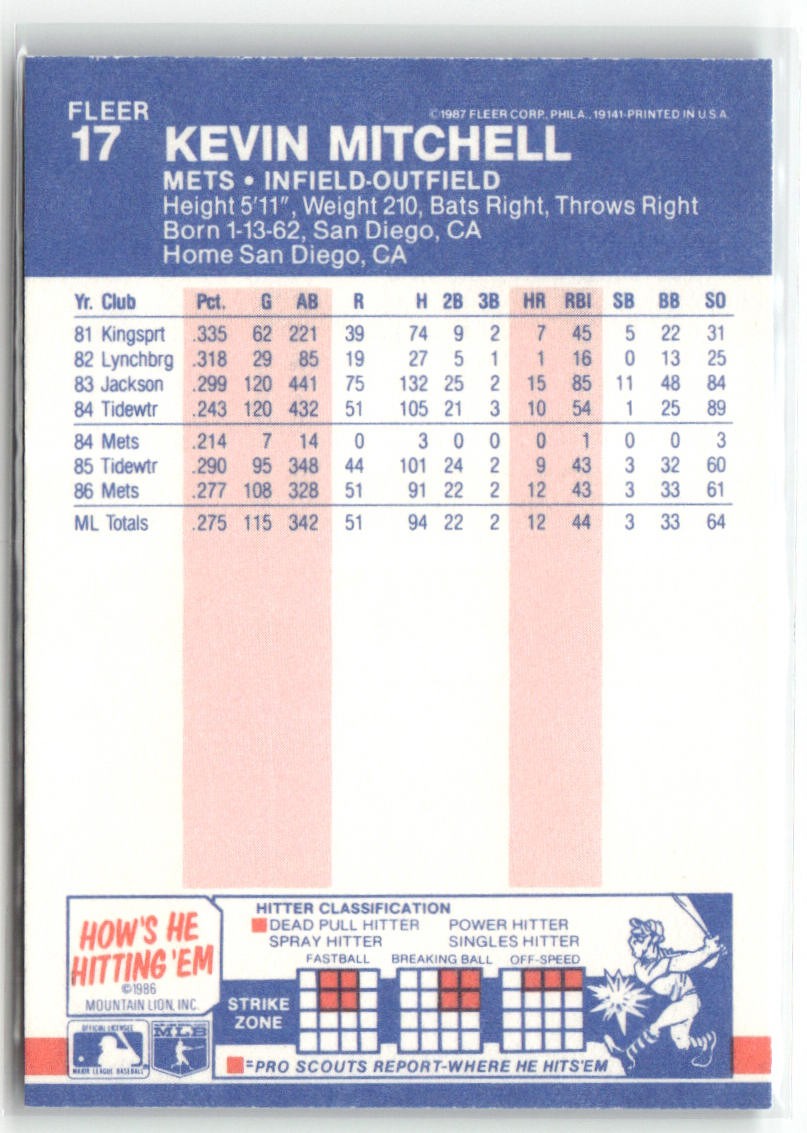 FLEER
©1987 FLEER CORP. PHILA., 19141-PRINTED IN U.S.A.
17 KEVIN MITCHELL
METS • INFIELD-OUTFIELD
Height 5'11", Weight 210, Bats Right, Throws Right
Born 1-13-62, San Diego, CA
Home San Diego, CA
Yr. Club Pct. G AB R H 2B 3B HR RBI SB BB SO
81 Kingsprt .335 62 221 39 74 9 2 7 45 5 22 31
82 Lynchbrg .318 29 85 19 27 5 1 1 16 0 13 25
83 Jackson .299 120 441 75 132 25 2 15 85 11 48 84
84 Tidewtr .243 120 432 51 105 21 3 10 54 1 25 89
84 Mets .214 7 14 0 3 0 0 0 1 0 0 3
85 Tidewtr .290 95 348 44 101 24 2 9 43 3 32 60
86 Mets .277 108 328 51 91 22 2 12 43 3 33 61
ML Totals .275 115 342 51 94 22 2 12 44 3 33 64
HOW'S HE
HITTING 'EM
©1986
MOUNTAIN LION, INC.
HITTER CLASSIFICATION
DEAD PULL HITTER POWER HITTER
SPRAY HITTER SINGLES HITTER
FASTBALL BREAKING BALL OFF-SPEED
STRIKE
ZONE
=PRO SCOUTS REPORT-WHERE HE HITS'EM
OFFICIAL LICENSEE
MAJOR LEAGUE BASEBALL
MLB